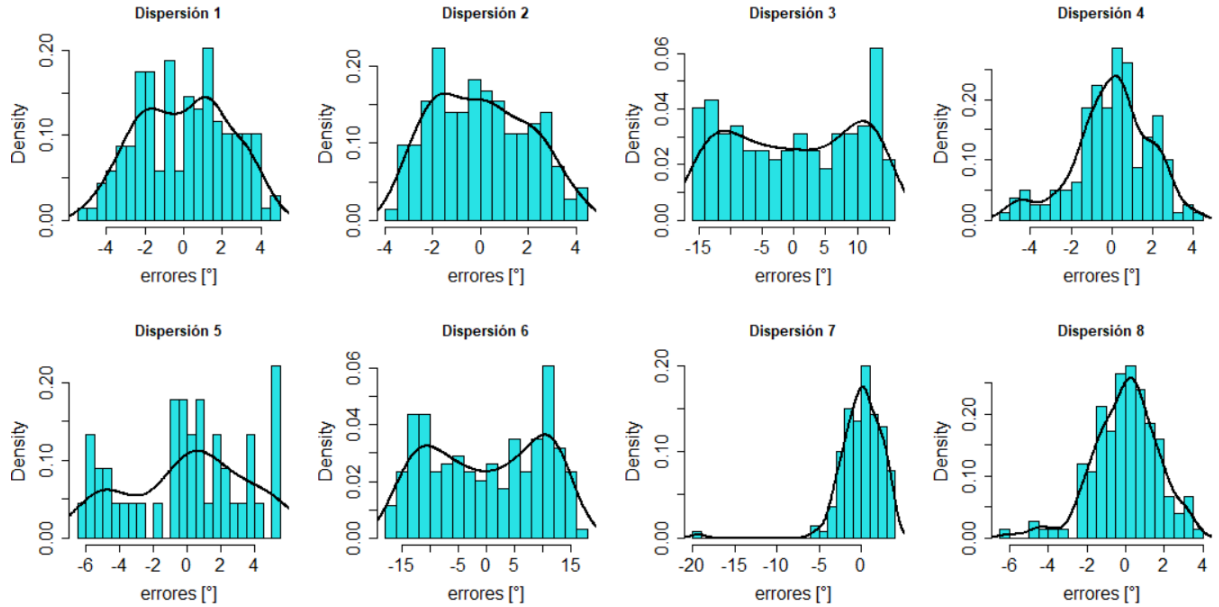 Dispersión 1
Density
0.00 0.10 0.20
-4 -2 0 2 4
errores [°]
Dispersión 2
Density
0.00 0.10 0.20
-4 -2 0 2 4
errores [°]
Dispersión 3
Density
0.00 0.02 0.04 0.06
-15 -5 0 5 10
errores [°]
Dispersión 4
Density
0.00 0.10 0.20
-4 -2 0 2 4
errores [°]
Dispersión 5
Density
0.00 0.10 0.20
-6 -4 -2 0 2 4
errores [°]
Dispersión 6
Density
0.00 0.02 0.04 0.06
-15 -5 0 5 15
errores [°]
Dispersión 7
Density
0.00 0.10 0.20
-20 -15 -10 -5 0
errores [°]
Dispersión 8
Density
0.00 0.10 0.20
-6 -4 -2 0 2 4
errores [°]